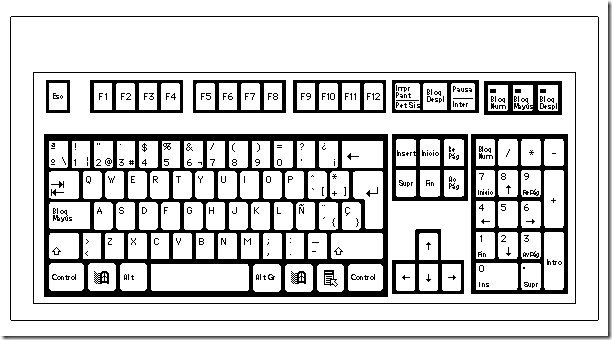 Esc F1 F2 F3 F4 F5 F6 F7 F8 F9 F10 F11 F12 Impr Pant PetSis Bloq Despl Pausa Inter Bloq Num Bloq Mayús Bloq Despl
ª º \ ! 1 | " 2 @ · 3 # $ 4 % 5 & 6 ¬ / 7 ( 8 ) 9 = 0 ? ' ¿ ¡ ← Insert Inicio Re Pág Bloq Num / * -
Q W E R T Y U I O P ^ ` [ * + ] Supr Fin Av Pág 7 Inicio 8 ↑ 9 RePág +
Bloq Mayús A S D F G H J K L Ñ ¨ ´ { Ç } 4 ← 5 6 →
> < Z X C V B N M ; , : . _ - ↑ 1 Fin 2 ↓ 3 AvPág Intro
Control Alt Alt Gr Control ← ↓ → 0 Ins . Supr